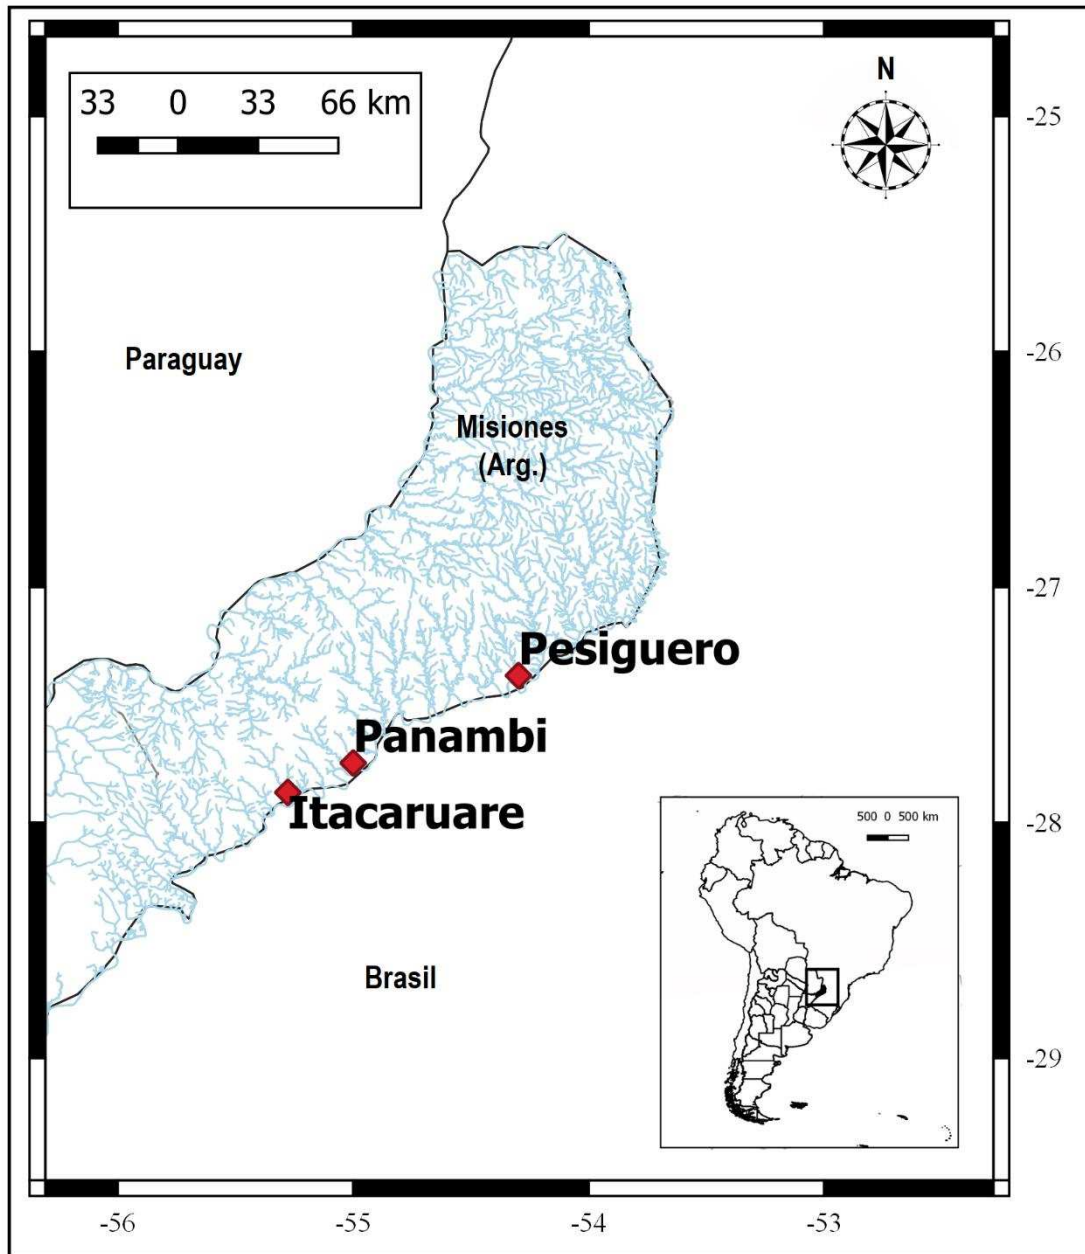 33 0 33 66 km
N
-25
Paraguay
-26
Misiones
(Arg.)
-27
Pesiguero
Panambi
Itacaruare
-28
500 0 500 km
Brasil
-29
-56 -55 -54 -53